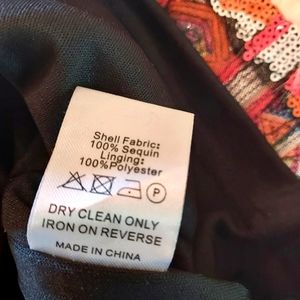 Shell Fabric:
100% Sequin
Linging:
100%Polyester
P
DRY CLEAN ONLY
IRON ON REVERSE
MADE IN CHINA